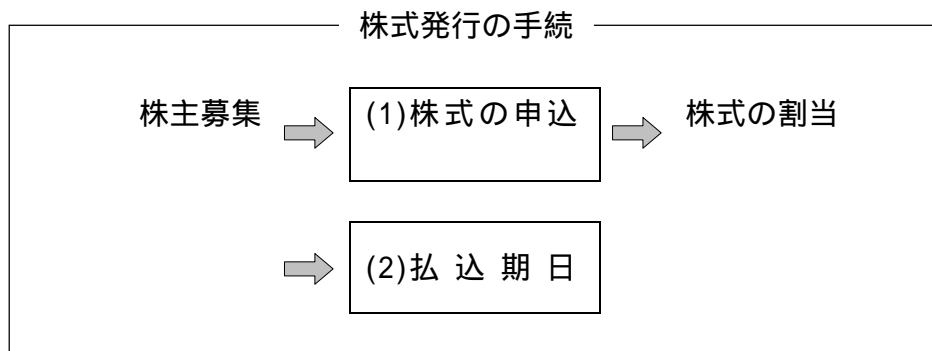 株式発行の手続
株主募集
(1)株式の申込
株式の割当
(2)払込期日